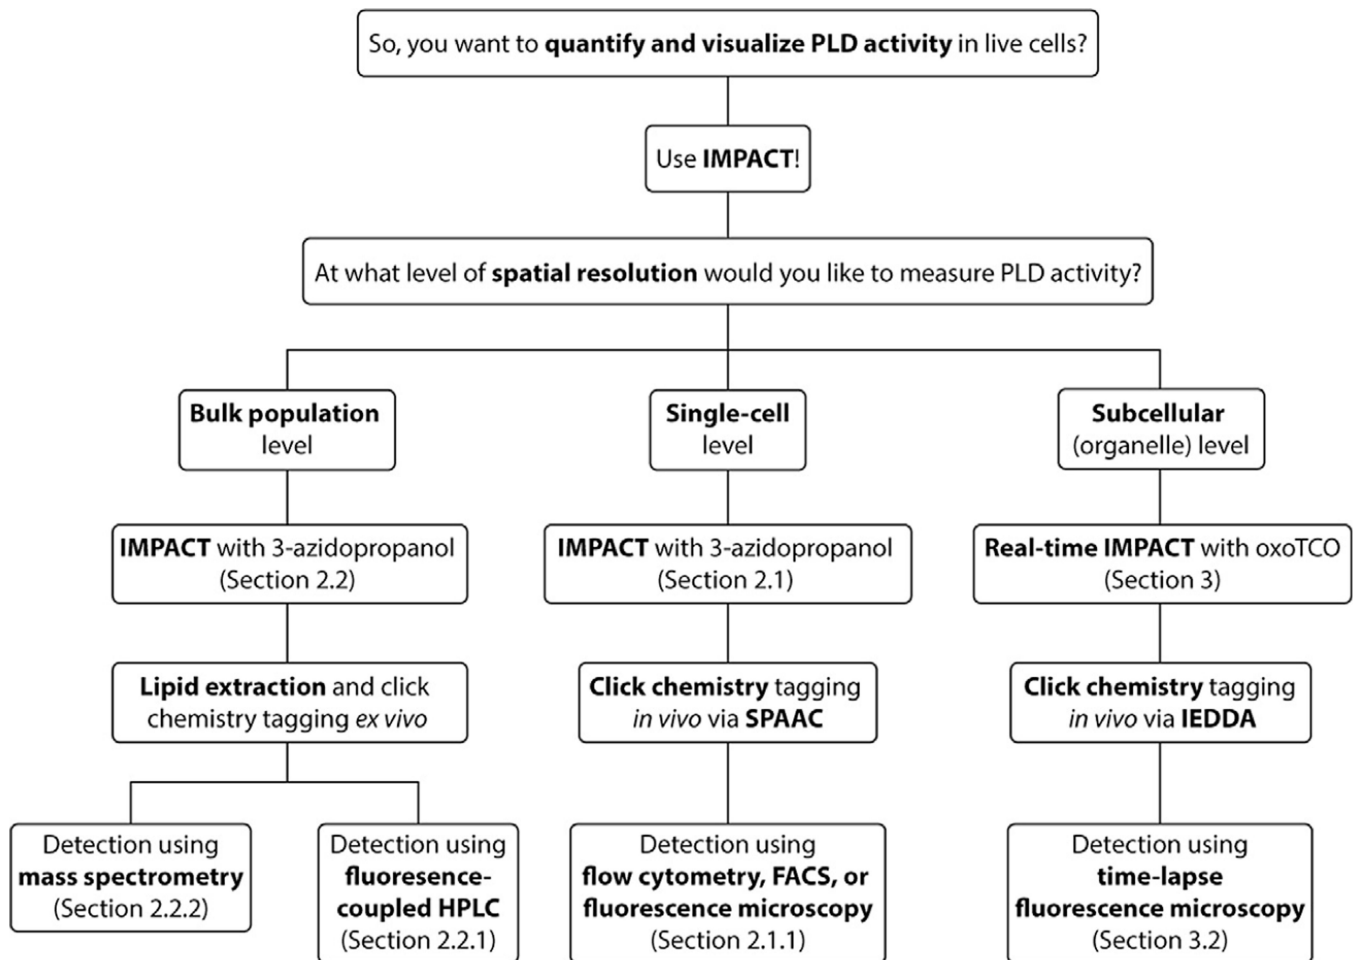 So, you want to quantify and visualize PLD activity in live cells?
Use IMPACT!
At what level of spatial resolution would you like to measure PLD activity?
Bulk population
level
IMPACT with 3-azidopropanol
(Section 2.2)
Lipid extraction and click
chemistry tagging ex vivo
Detection using
mass spectrometry
(Section 2.2.2)
Detection using
fluoresence-
coupled HPLC
(Section 2.2.1)
Single-cell
level
IMPACT with 3-azidopropanol
(Section 2.1)
Click chemistry tagging
in vivo via SPAAC
Detection using
flow cytometry, FACS, or
fluorescence microscopy
(Section 2.1.1)
Subcellular
(organelle) level
Real-time IMPACT with oxoTCO
(Section 3)
Click chemistry tagging
in vivo via IEDDA
Detection using
time-lapse
fluorescence microscopy
(Section 3.2)